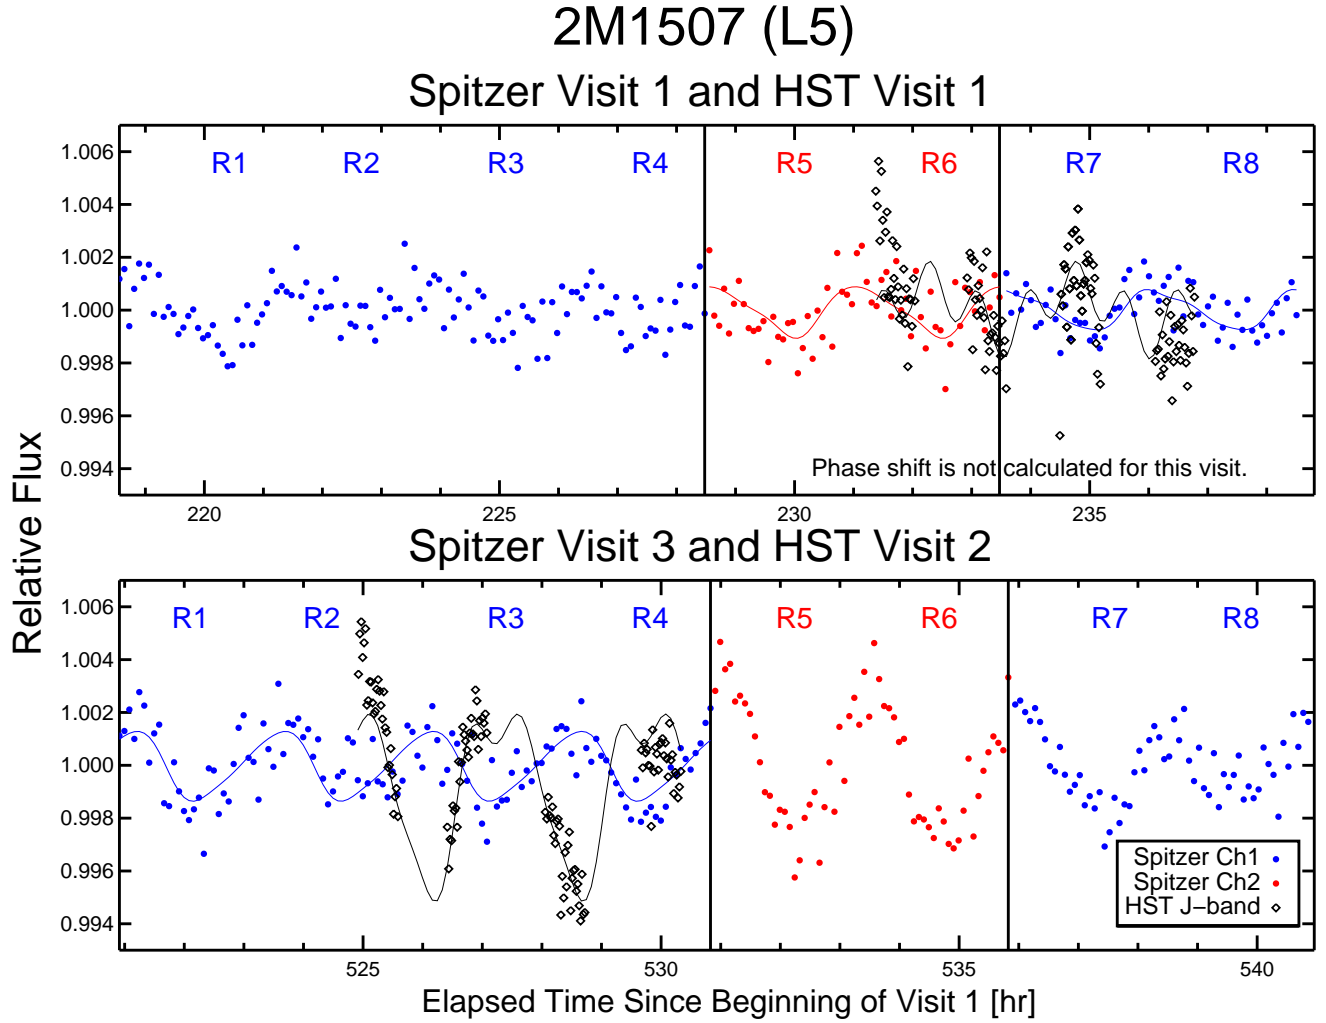 2M1507 (L5)
Spitzer Visit 1 and HST Visit 1
R1 R2 R3 R4 R5 R6 R7 R8
1.006
1.004
1.002
1.000
0.998
0.996
0.994
Phase shift is not calculated for this visit.
220 225 230 235
Spitzer Visit 3 and HST Visit 2
R1 R2 R3 R4 R5 R6 R7 R8
1.006
1.004
1.002
1.000
0.998
0.996
0.994
Spitzer Ch1
Spitzer Ch2
HST J−band
525 530 535 540
Elapsed Time Since Beginning of Visit 1 [hr]
Relative Flux